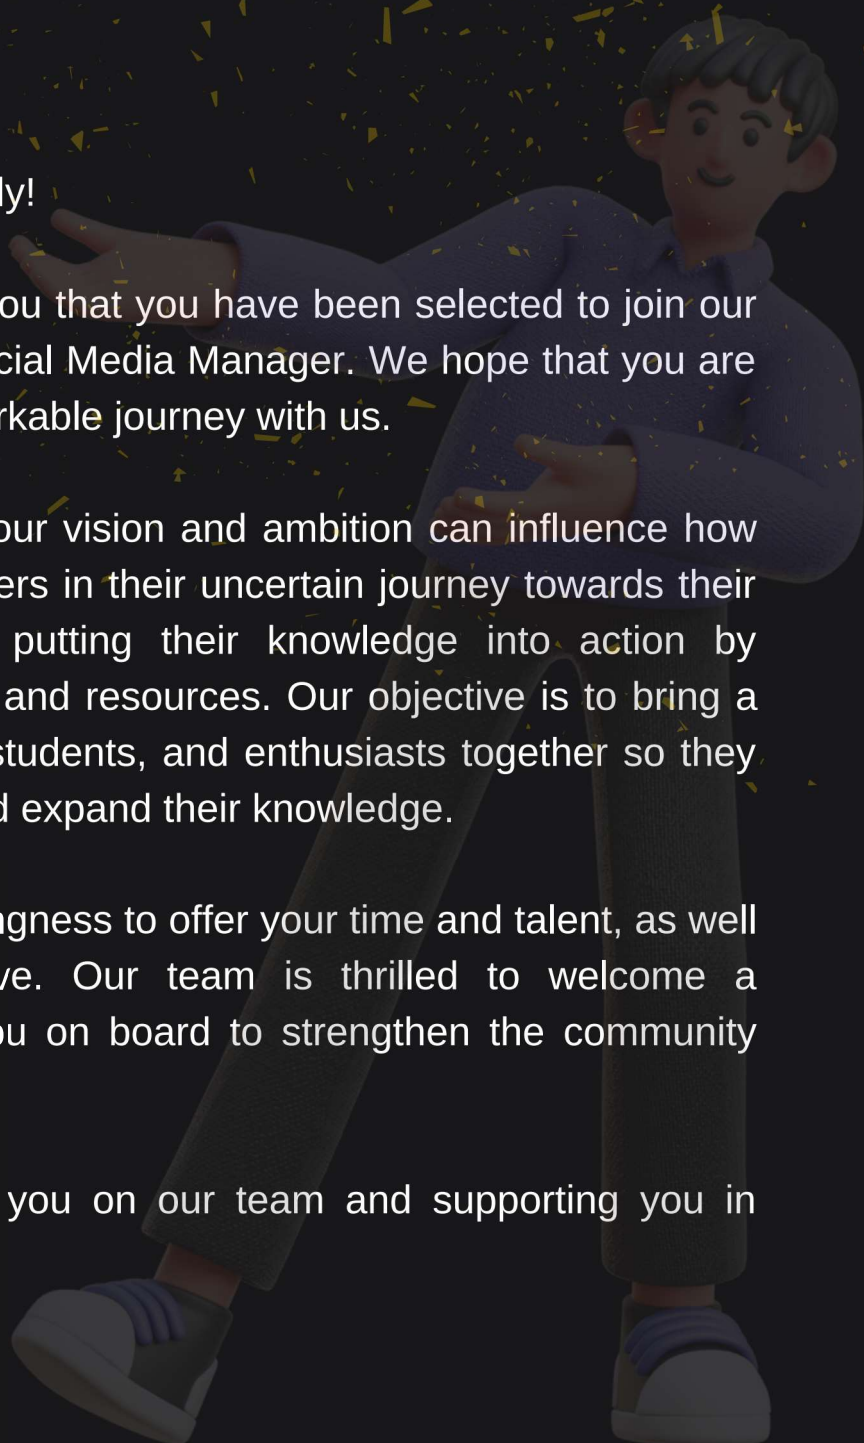 ly!
ou that you have been selected to join our
cial Media Manager. We hope that you are
rkable journey with us.
our vision and ambition can influence how
ers in their uncertain journey towards their
putting their knowledge into action by
and resources. Our objective is to bring a
students, and enthusiasts together so they
d expand their knowledge.
ngness to offer your time and talent, as well
ve. Our team is thrilled to welcome a
ou on board to strengthen the community
you on our team and supporting you in